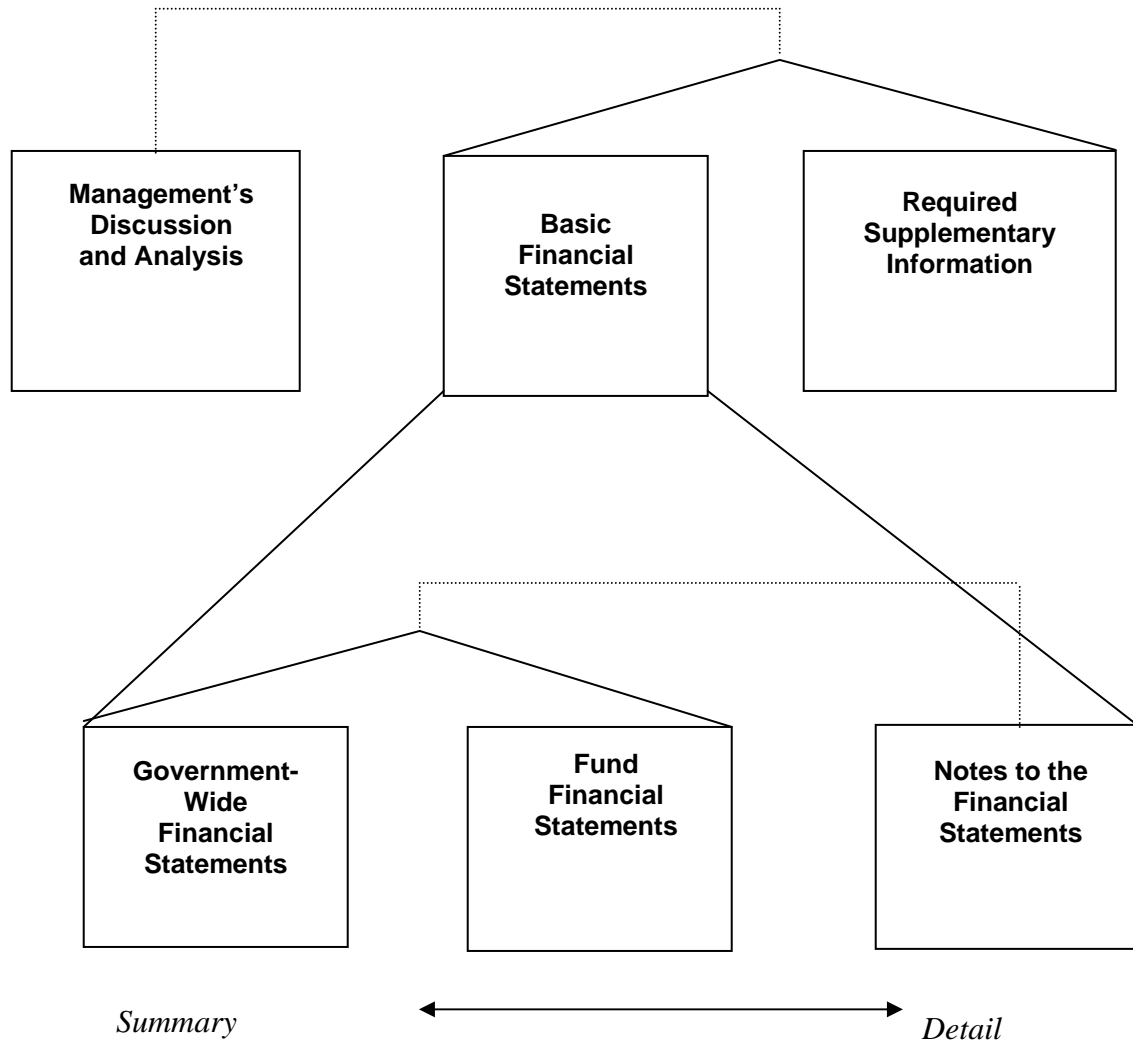 Management’s
Discussion
and Analysis
Basic
Financial
Statements
Required
Supplementary
Information
Government-
Wide
Financial
Statements
Fund
Financial
Statements
Notes to the
Financial
Statements
Summary
Detail